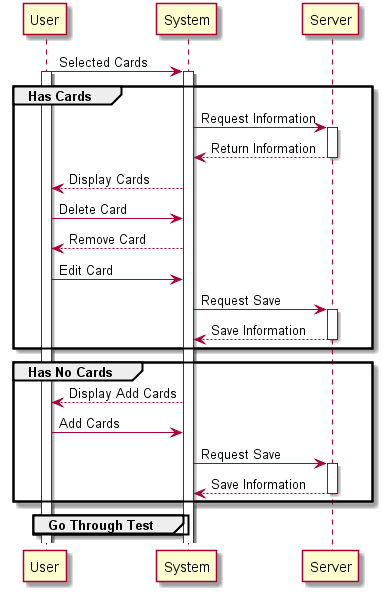 User System Server
Selected Cards
Has Cards
Request Information
Return Information
Display Cards
Delete Card
Remove Card
Edit Card
Request Save
Save Information
Has No Cards
Display Add Cards
Add Cards
Request Save
Save Information
Go Through Test
User System Server